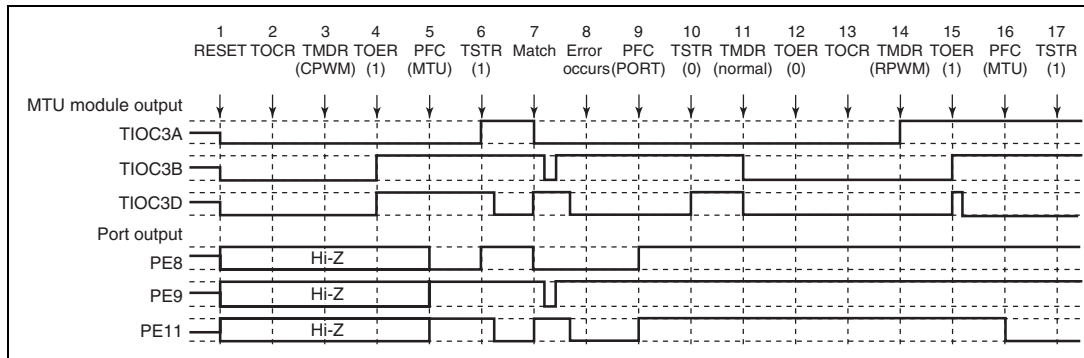 1 2 3 4 5 6 7 8 9 10 11 12 13 14 15 16 17
RESET TOCR TMDR TOER PFC TSTR Match Error PFC TSTR TMDR TOER TOCR TMDR TOER PFC TSTR
(CPWM) (1) (MTU) (1) occurs (PORT) (0) (normal) (0) (RPWM) (1) (MTU) (1)
MTU module output
TIOC3A
TIOC3B
TIOC3D
Port output
PE8 Hi-Z
PE9 Hi-Z
PE11 Hi-Z